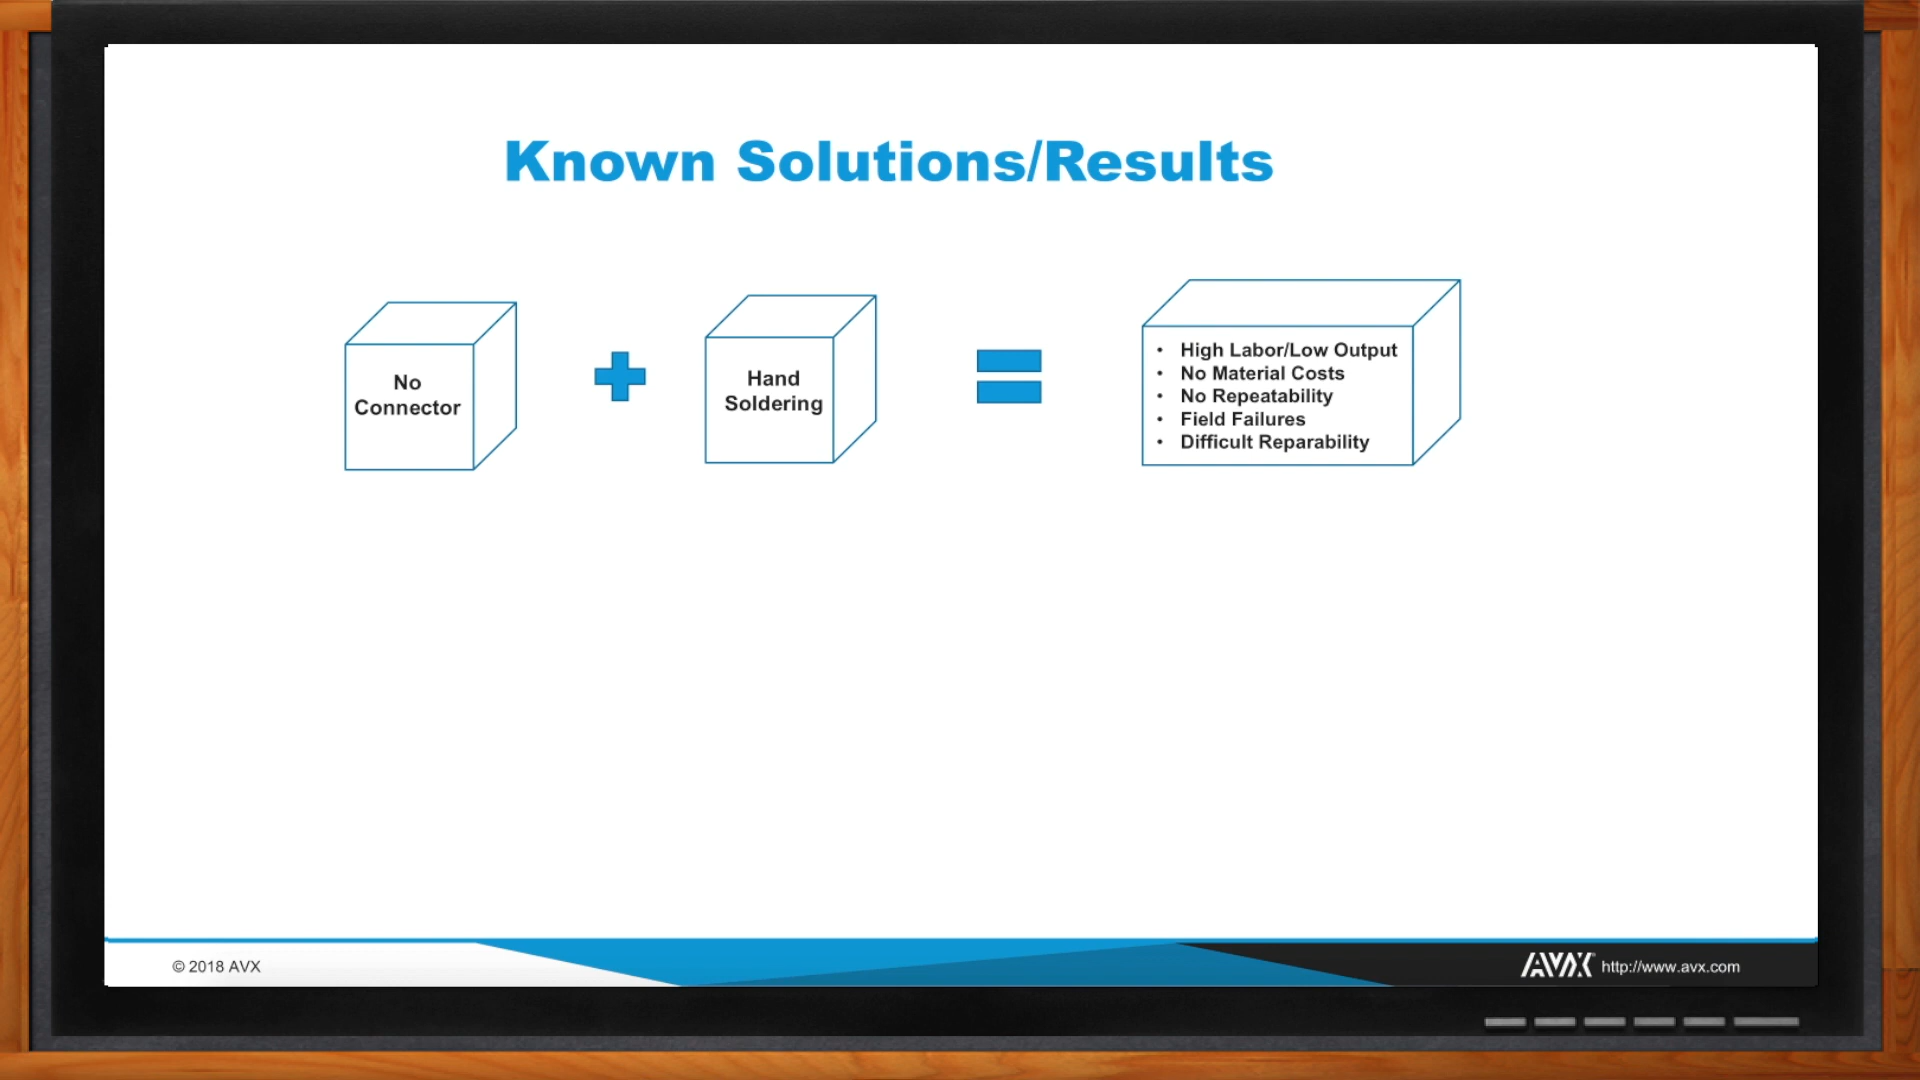 Known Solutions/Results
No
Connector
Hand
Soldering
• High Labor/Low Output
• No Material Costs
• No Repeatability
• Field Failures
• Difficult Reparability
© 2018 AVX
AVX http://www.avx.com